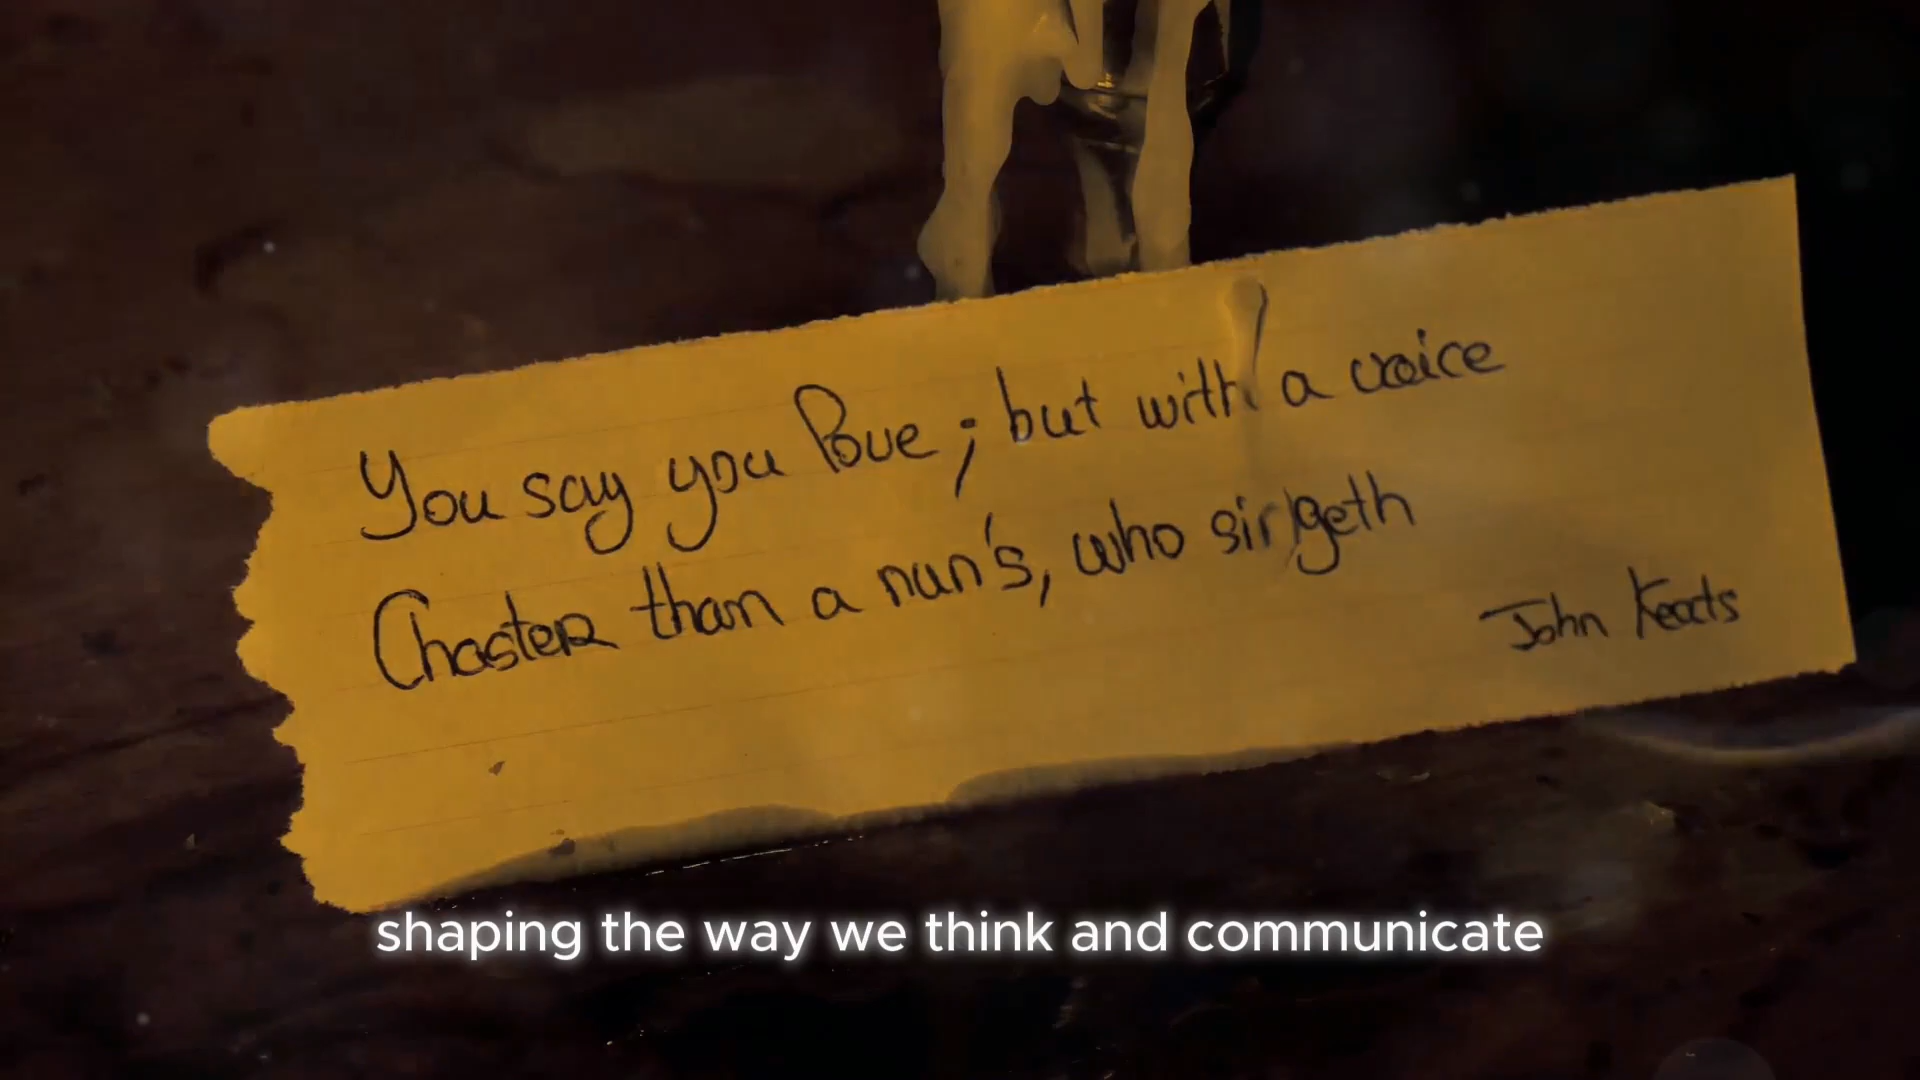 You say you love; but with a voice
Chaster than a nun's, who singeth
John Keats
shaping the way we think and communicate